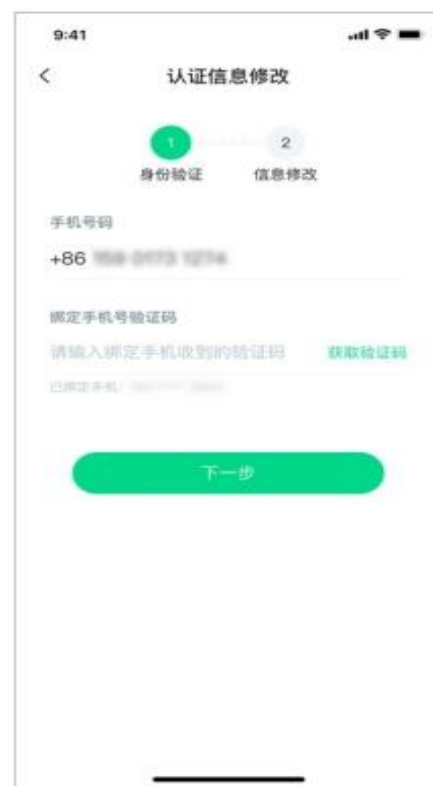 9:41
认证信息修改
1
2
身份验证
信息修改
手机号码
+86
绑定手机号验证码
请输入绑定手机收到的验证码
获取验证码
已绑定手机:
下一步